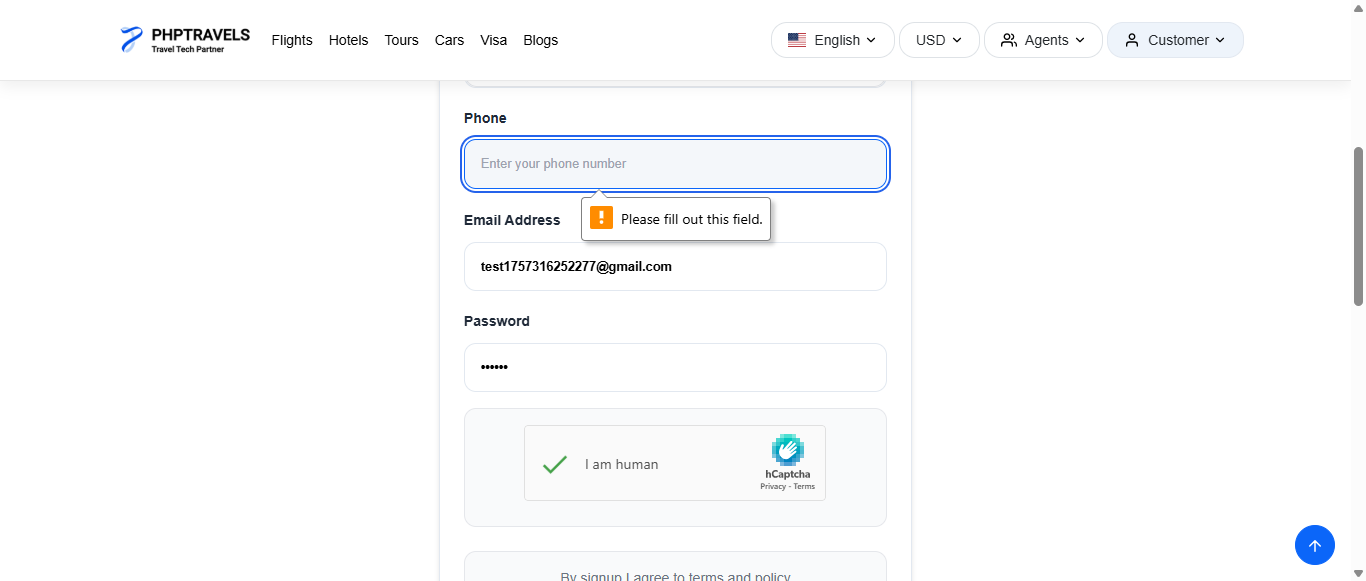 PHPTRAVELS
Travel Tech Partner
Flights Hotels Tours Cars Visa Blogs
English USD Agents Customer
Phone
Enter your phone number
Please fill out this field.
Email Address
test1757316252277@gmail.com
Password
••••••
I am human
hCaptcha
Privacy - Terms
By signup I agree to terms and policy